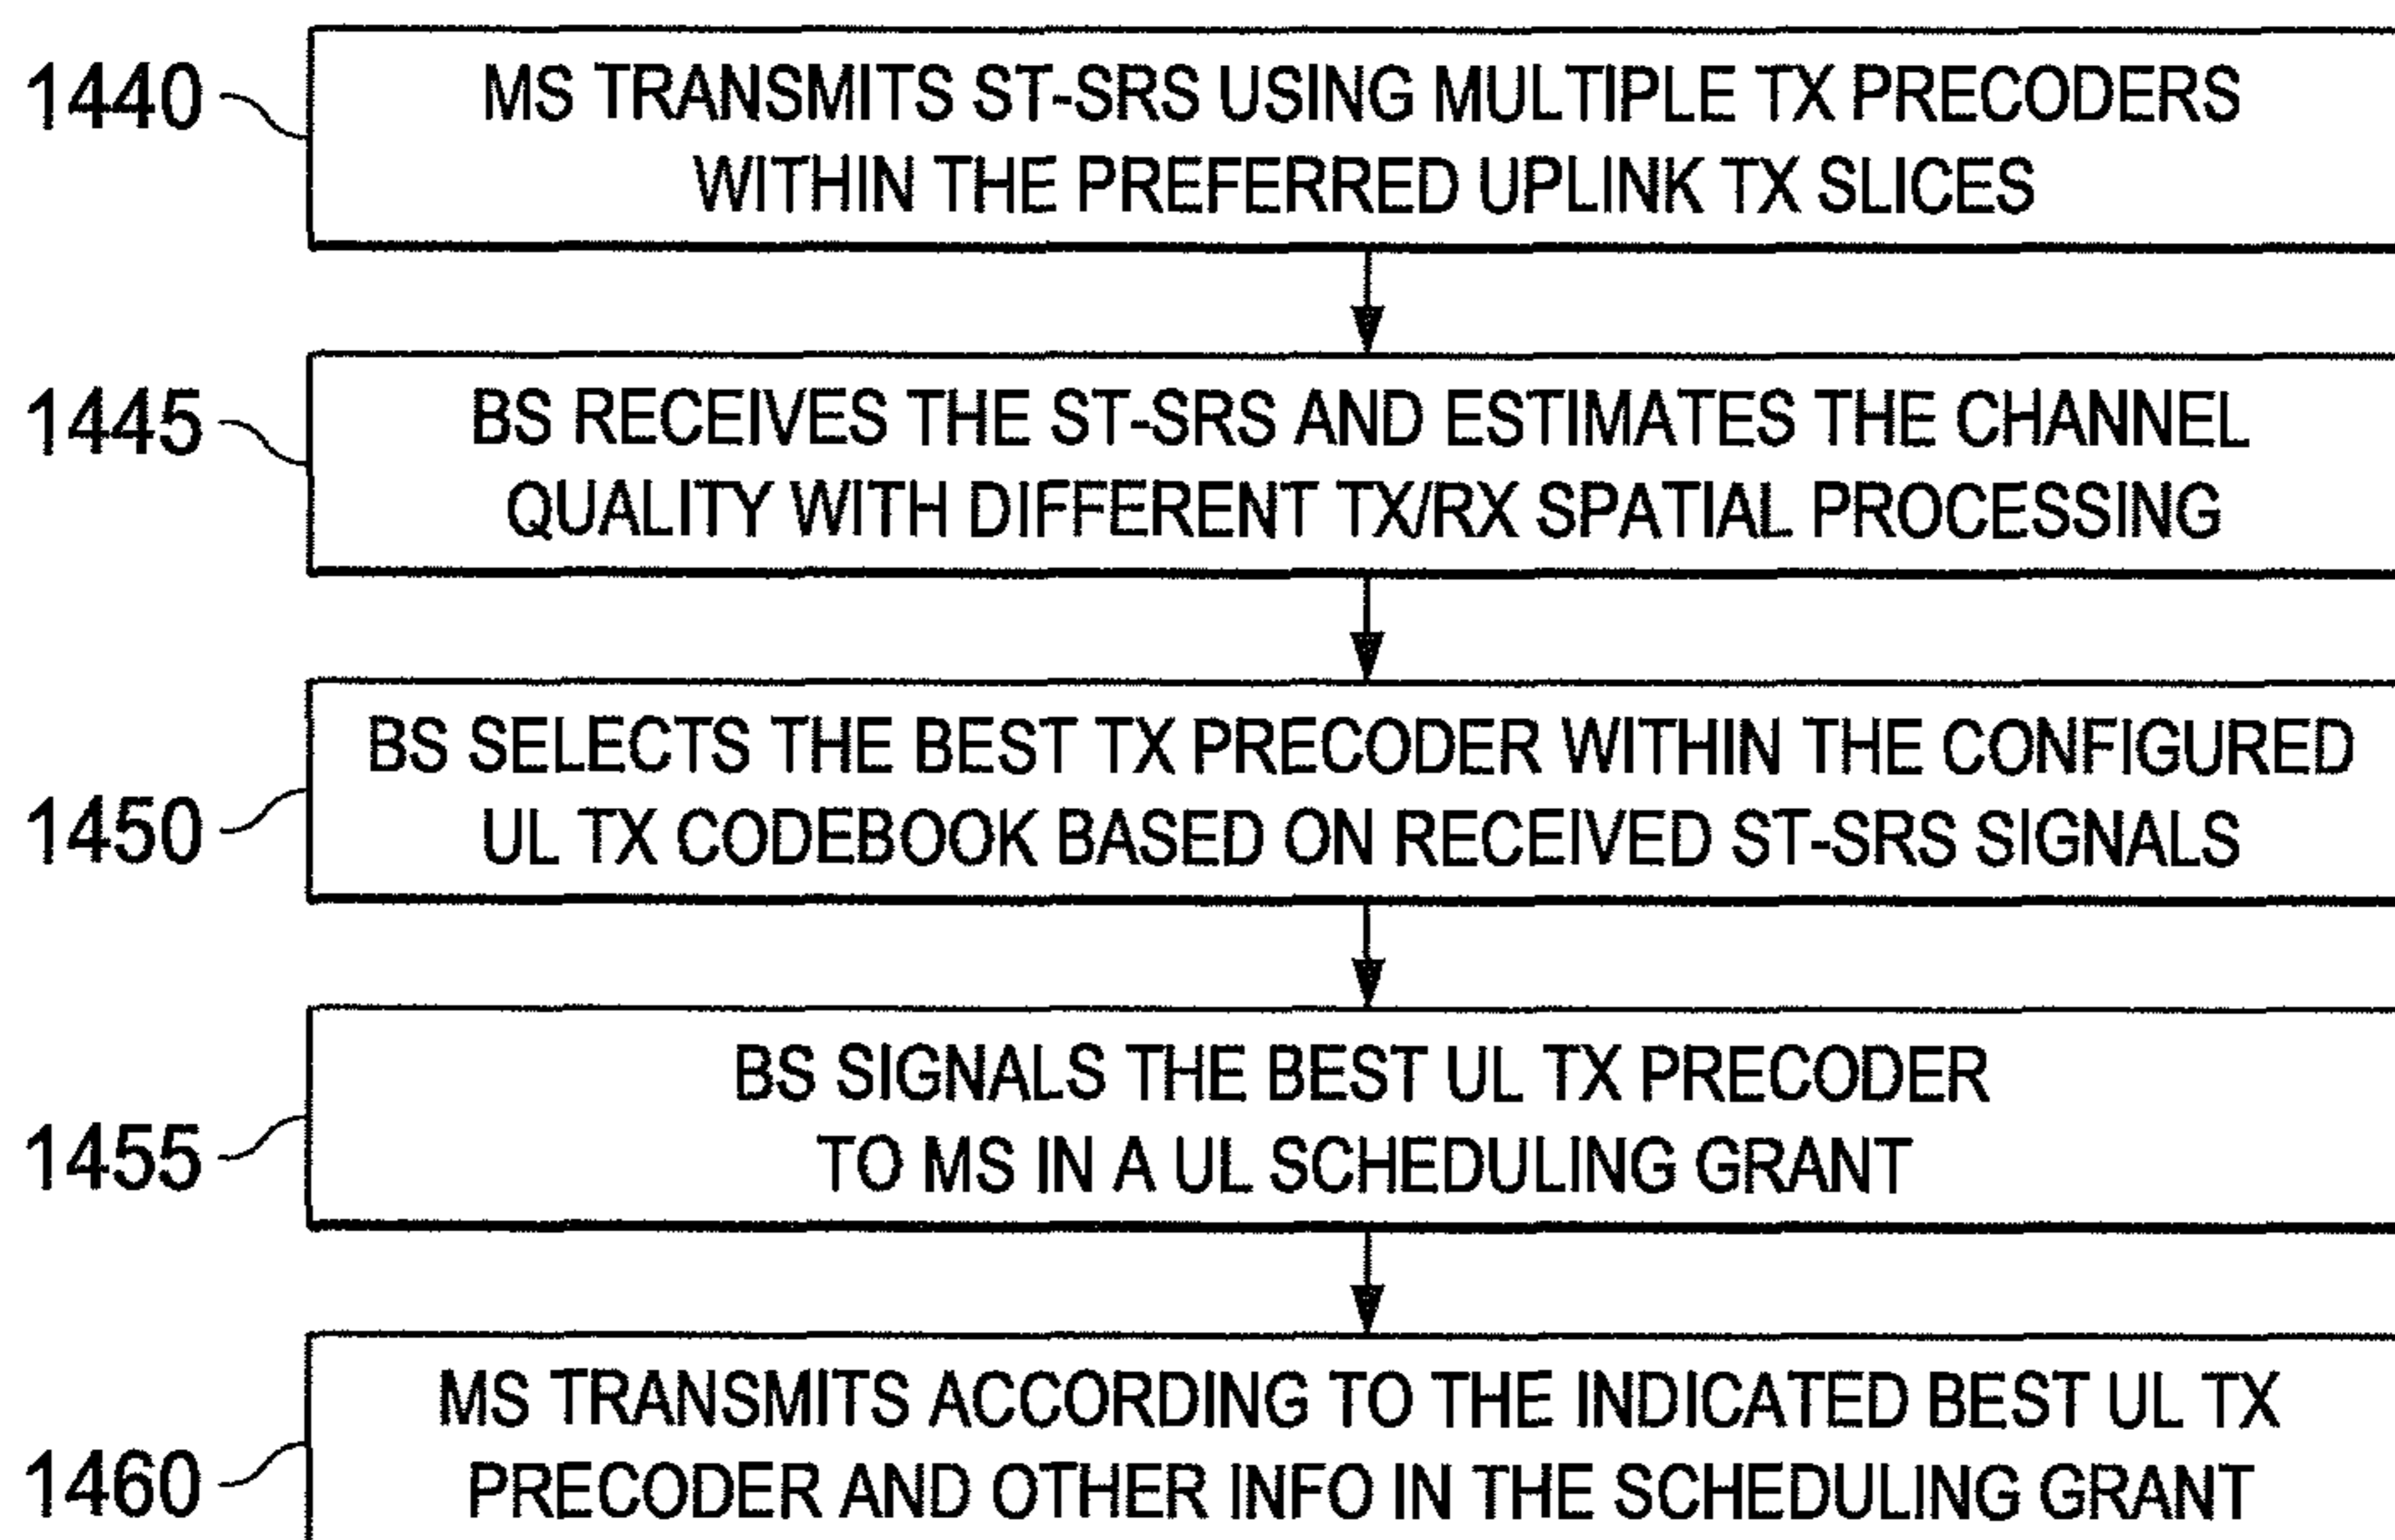 1440
MS TRANSMITS ST-SRS USING MULTIPLE TX PRECODERS
WITHIN THE PREFERRED UPLINK TX SLICES
1445
BS RECEIVES THE ST-SRS AND ESTIMATES THE CHANNEL
QUALITY WITH DIFFERENT TX/RX SPATIAL PROCESSING
1450
BS SELECTS THE BEST TX PRECODER WITHIN THE CONFIGURED
UL TX CODEBOOK BASED ON RECEIVED ST-SRS SIGNALS
1455
BS SIGNALS THE BEST UL TX PRECODER
TO MS IN A UL SCHEDULING GRANT
1460
MS TRANSMITS ACCORDING TO THE INDICATED BEST UL TX
PRECODER AND OTHER INFO IN THE SCHEDULING GRANT